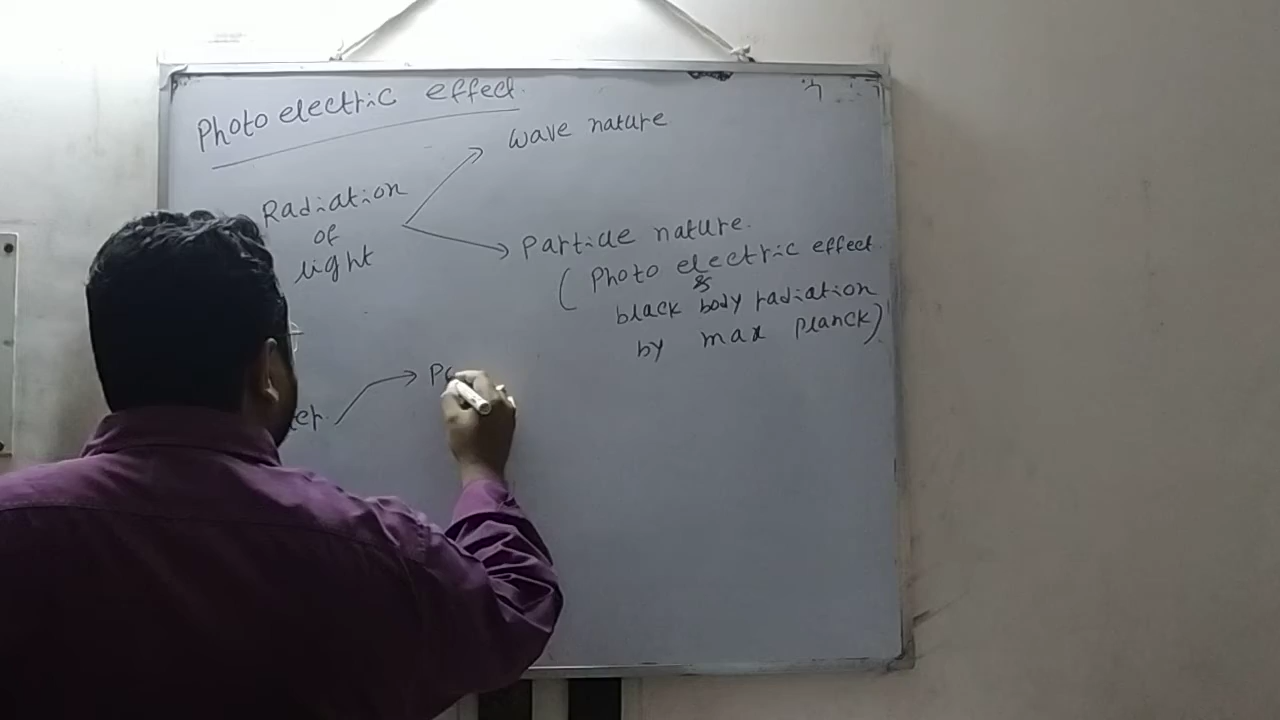 Photo electric effect.
wave nature
Radiation
of
light
Particle nature.
( Photo electric effect.
&
black body radiation
by max planck)